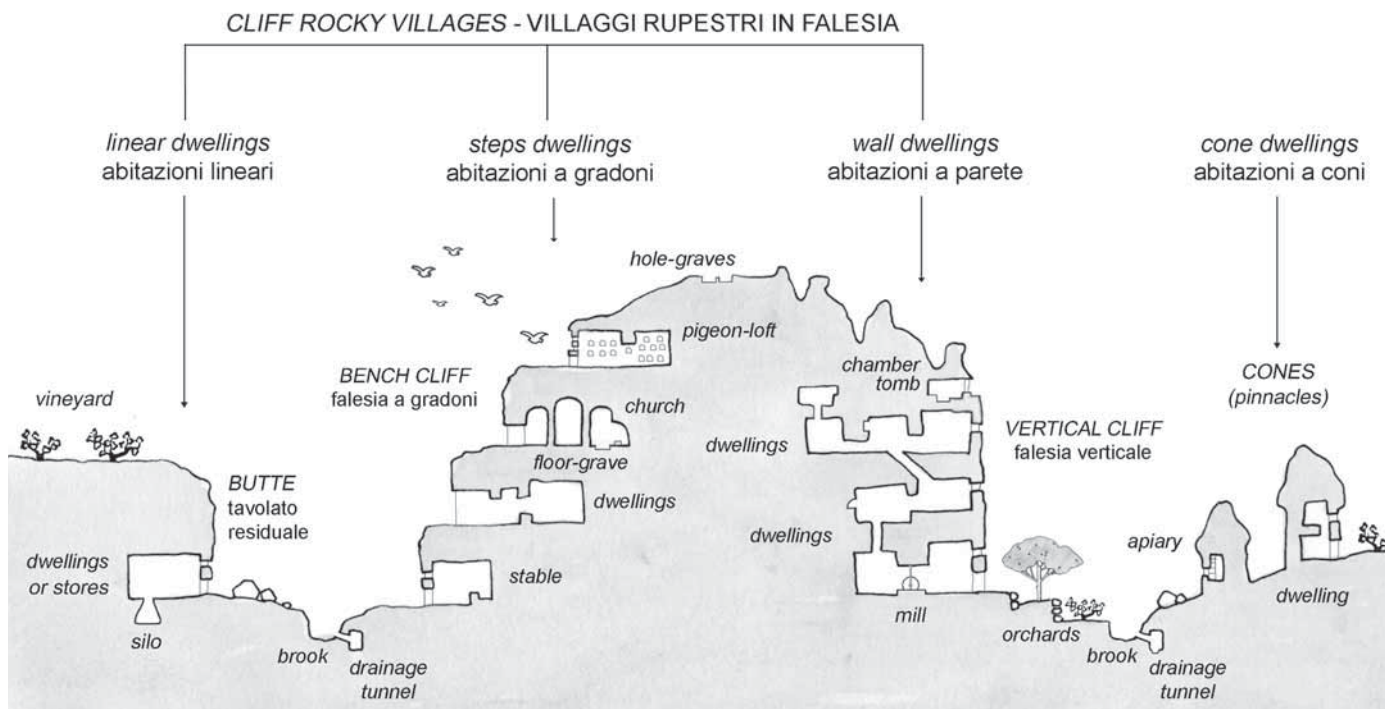 CLIFF ROCKY VILLAGES - VILLAGGI RUPESTRI IN FALESIA
linear dwellings
abitazioni lineari
steps dwellings
abitazioni a gradoni
wall dwellings
abitazioni a parete
cone dwellings
abitazioni a coni
hole-graves
pigeon-loft
BENCH CLIFF
falesia a gradoni
church
floor-grave
dwellings
stable
vineyard
BUTTE
tavolato
residuale
dwellings
or stores
silo
brook
drainage
tunnel
chamber
tomb
dwellings
dwellings
mill
VERTICAL CLIFF
falesia verticale
orchards
brook
drainage
tunnel
CONES
(pinnacles)
apiary
dwelling